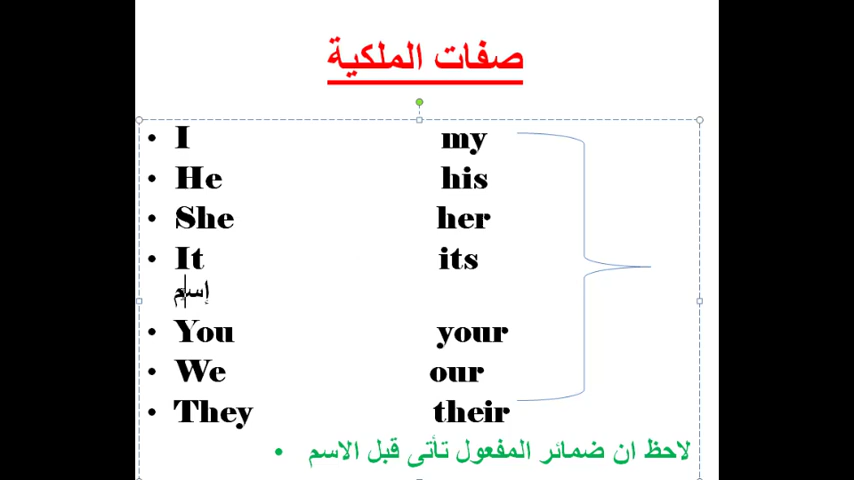 صفات الملكية
• I my
• He his
• She her
• It its
إسم
• You your
• We our
• They their
• لاحظ ان ضمائر المفعول تأتى قبل الاسم